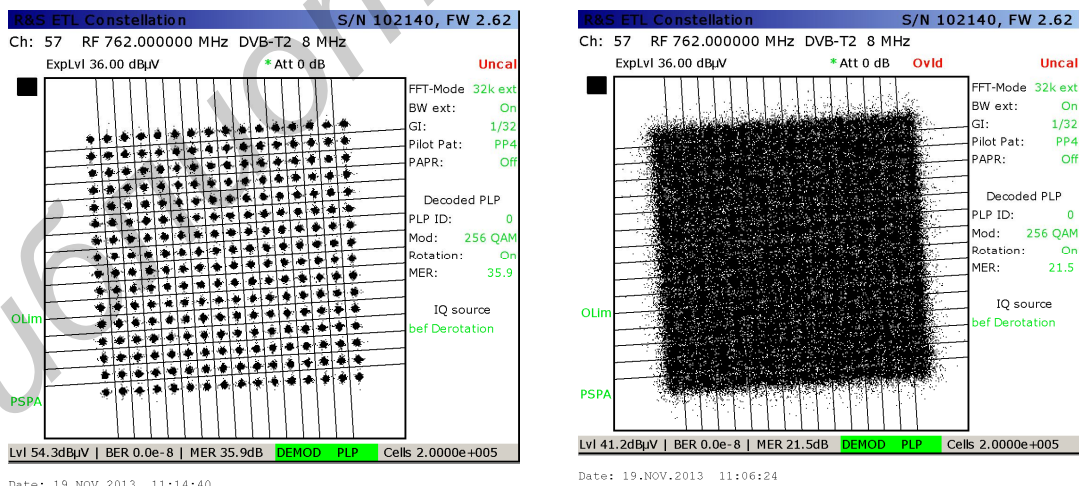 R&S ETL Constellation S/N 102140, FW 2.62
Ch: 57 RF 762.000000 MHz DVB-T2 8 MHz
ExpLvl 36.00 dBµV * Att 0 dB Uncal
FFT-Mode 32k ext
BW ext: On
GI: 1/32
Pilot Pat: PP4
PAPR: Off
Decoded PLP
PLP ID: 0
Mod: 256 QAM
Rotation: On
MER: 35.9
IQ source
bef Derotation
OLim
PSPA
Lvl 54.3dBµV | BER 0.0e-8 | MER 35.9dB DEMOD PLP Cells 2.0000e+005
Date: 19.NOV.2013 11:14:40
R&S ETL Constellation S/N 102140, FW 2.62
Ch: 57 RF 762.000000 MHz DVB-T2 8 MHz
ExpLvl 36.00 dBµV * Att 0 dB Ovld Uncal
FFT-Mode 32k ext
BW ext: On
GI: 1/32
Pilot Pat: PP4
PAPR: Off
Decoded PLP
PLP ID: 0
Mod: 256 QAM
Rotation: On
MER: 21.5
IQ source
bef Derotation
OLim
PSPA
Lvl 41.2dBµV | BER 0.0e-8 | MER 21.5dB DEMOD PLP Cells 2.0000e+005
Date: 19.NOV.2013 11:06:24